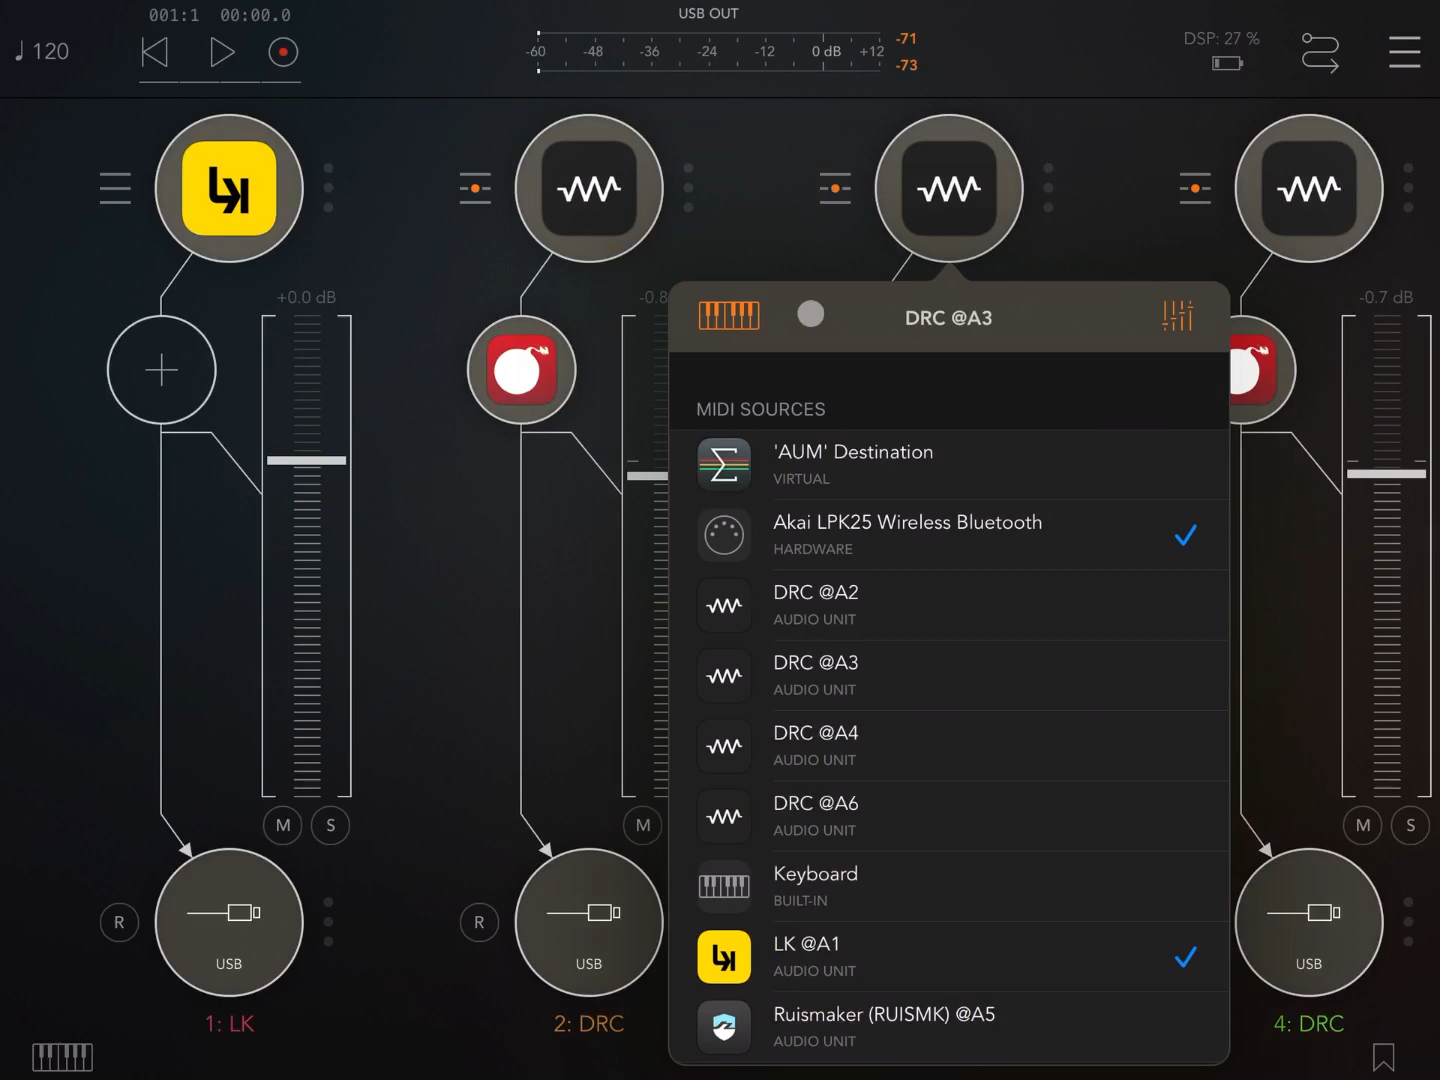 001:1 00:00.0
USB OUT
120
-60 -48 -36 -24 -12 0 dB +12
-71
-73
DSP: 27 %
LK
+0.0 dB
-0.8
-0.7 dB
DRC @A3
MIDI SOURCES
'AUM' Destination
VIRTUAL
Akai LPK25 Wireless Bluetooth
HARDWARE
DRC @A2
AUDIO UNIT
DRC @A3
AUDIO UNIT
DRC @A4
AUDIO UNIT
DRC @A6
AUDIO UNIT
Keyboard
BUILT-IN
LK
LK @A1
AUDIO UNIT
Ruismaker (RUISMK) @A5
AUDIO UNIT
M S
M
M S
R
R
USB
USB
USB
1: LK
2: DRC
4: DRC